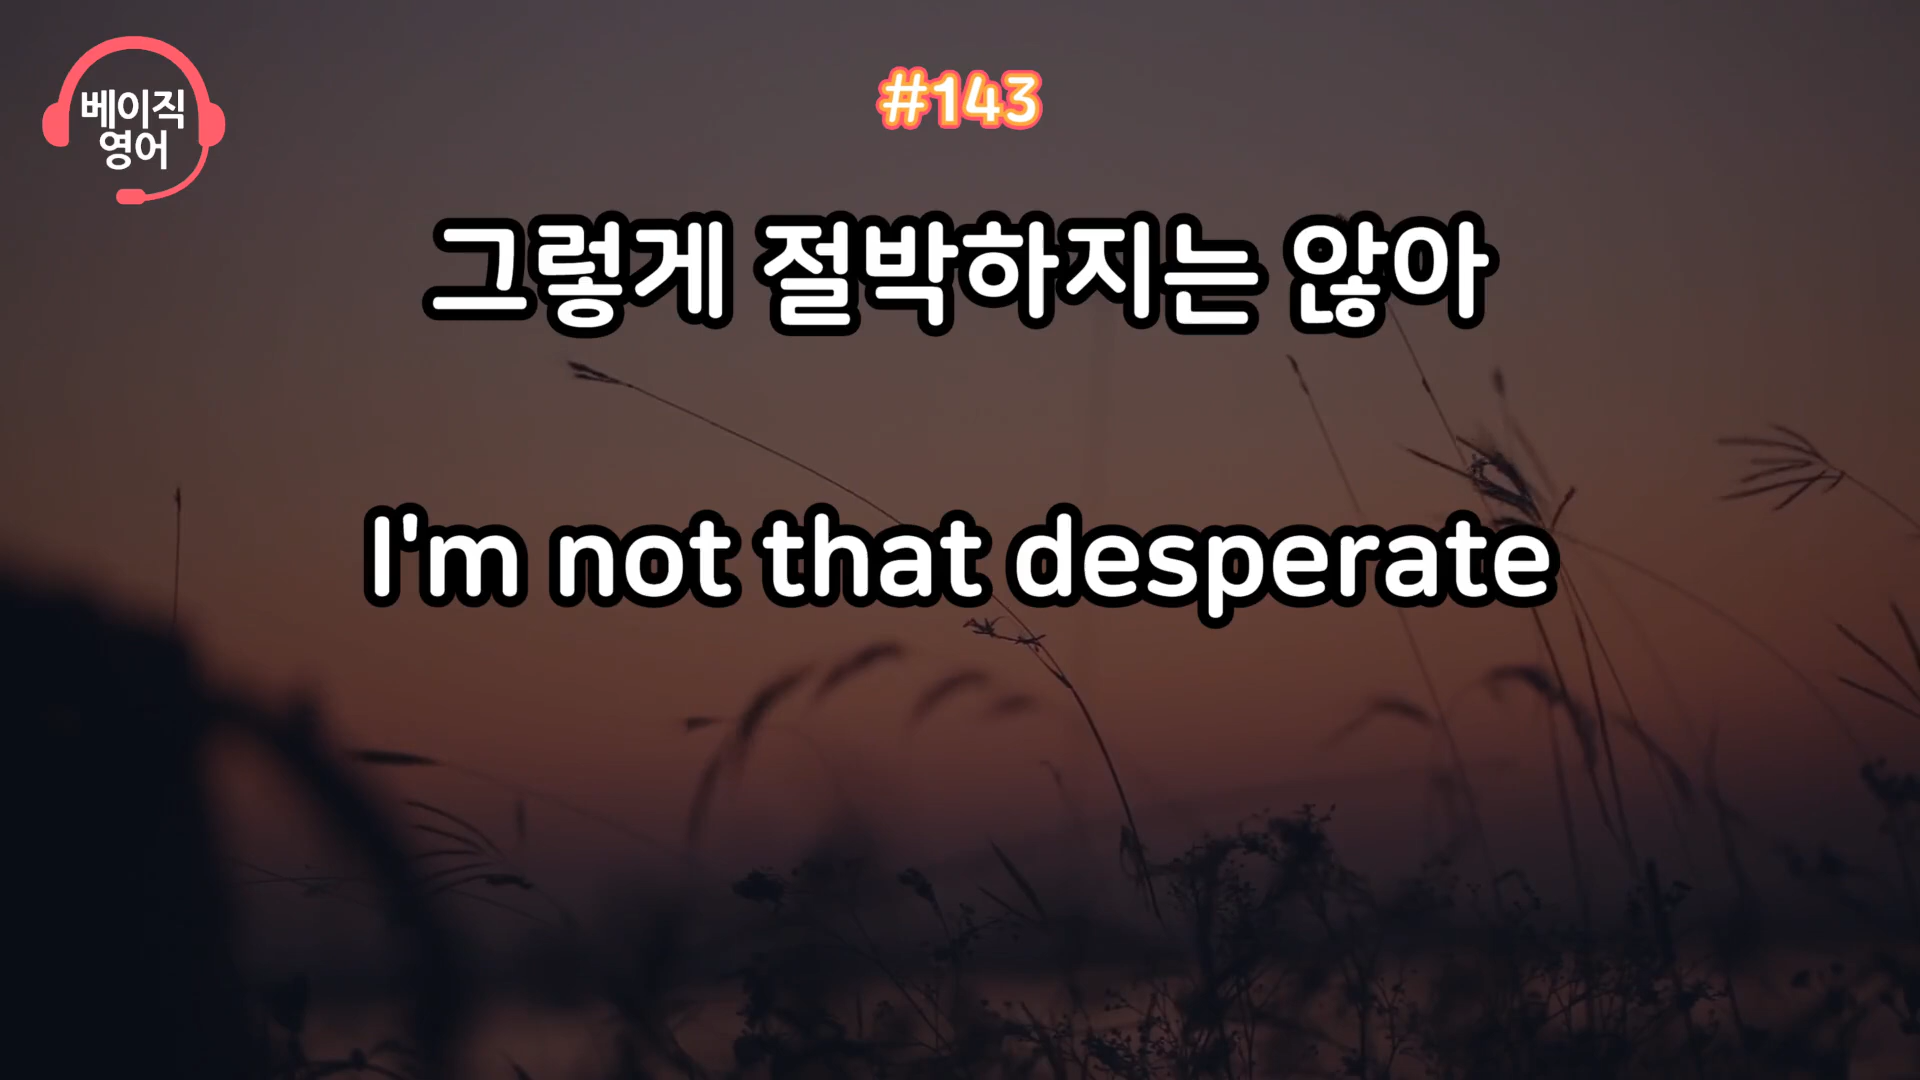 베이직
영어
#143
그렇게 절박하지는 않아
I'm not that desperate